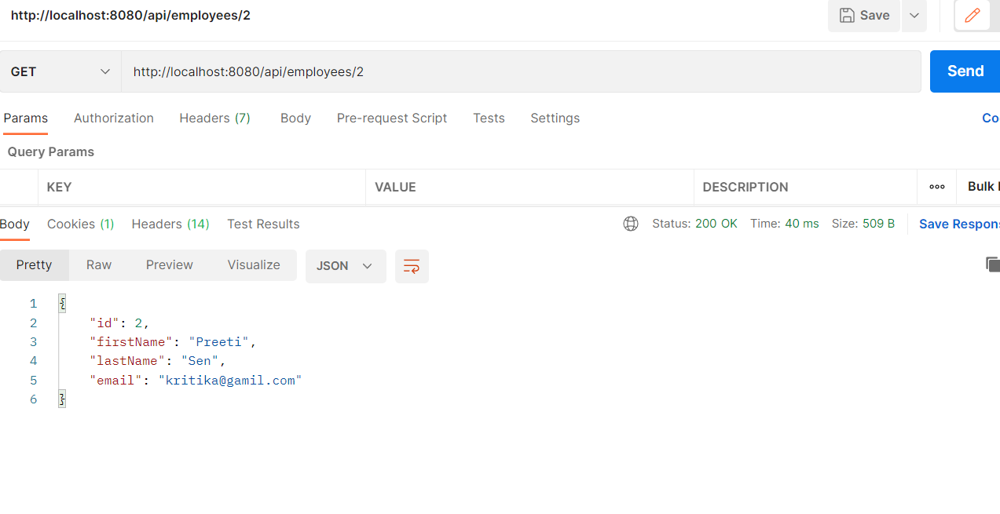 http://localhost:8080/api/employees/2
Save
GET
http://localhost:8080/api/employees/2
Send
Params Authorization Headers (7) Body Pre-request Script Tests Settings Co
Query Params
KEY VALUE DESCRIPTION ooo Bulk
Body Cookies (1) Headers (14) Test Results Status: 200 OK Time: 40 ms Size: 509 B Save Respon
Pretty Raw Preview Visualize JSON
1 {
2 "id": 2,
3 "firstName": "Preeti",
4 "lastName": "Sen",
5 "email": "kritika@gamil.com"
6 }